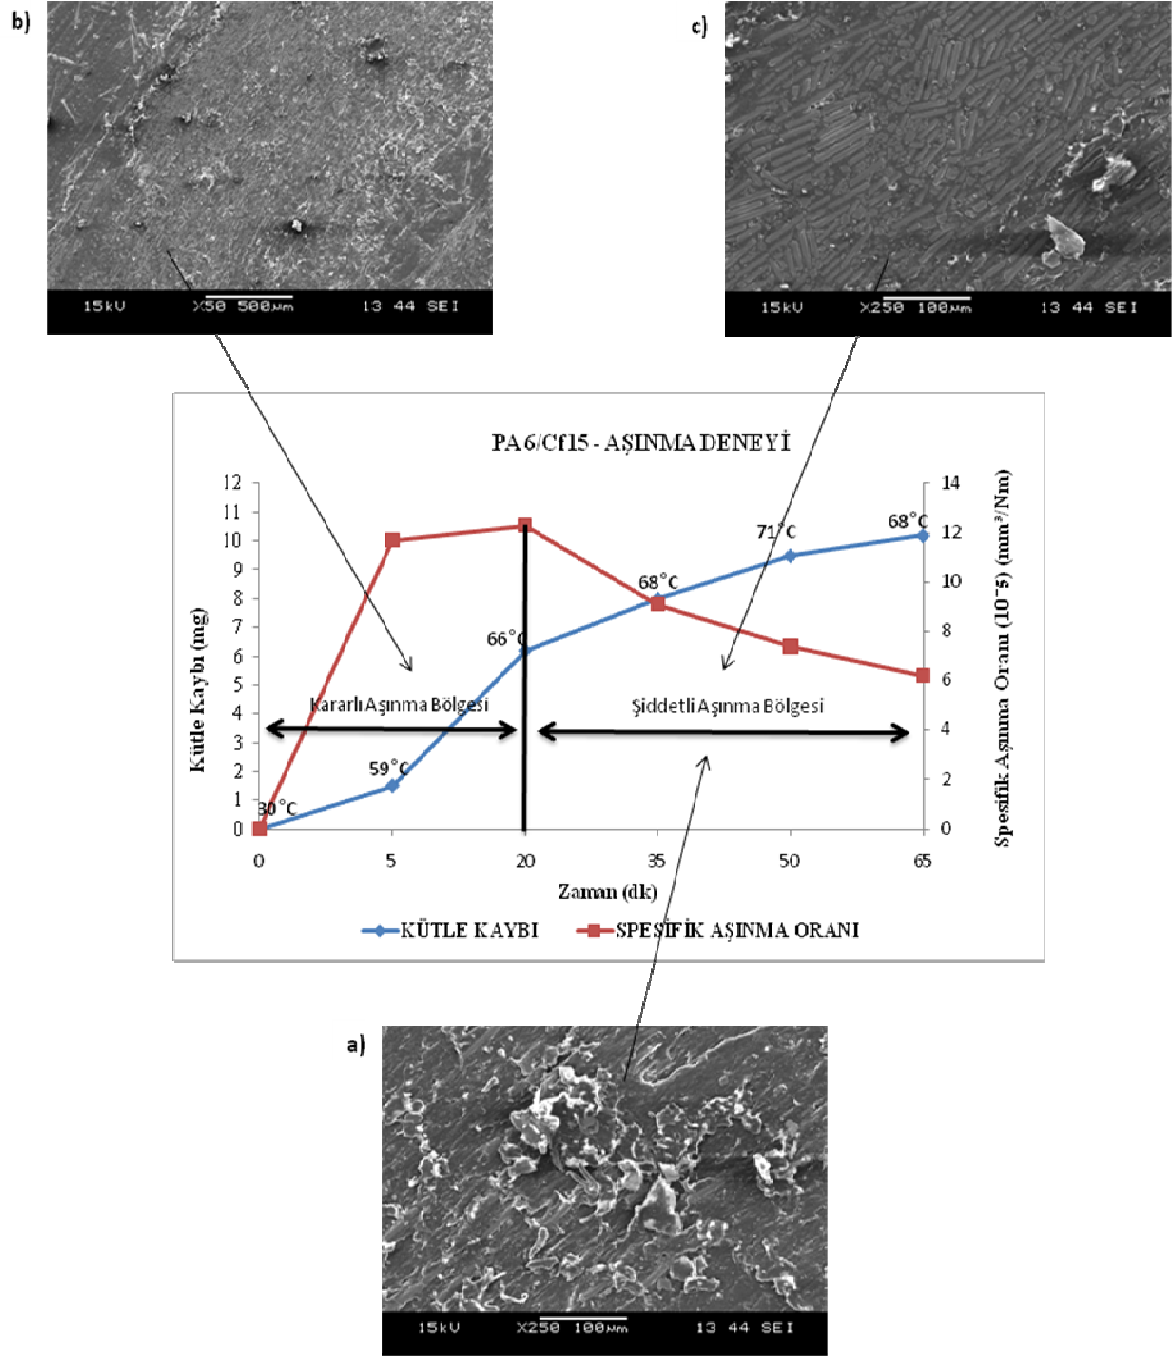 b)
15kV X50 500µm 13 44 SEI
c)
15kV X250 100µm 13 44 SEI
PA6/Cf15 - AŞINMA DENEYİ
Kütle Kaybı (mg)
12
11
10
9
8
7
6
5
4
3
2
1
0
30°C
59°C
66°C
68°C
71°C
68°C
Kararlı Aşınma Bölgesi
Şiddetli Aşınma Bölgesi
14
12
10
8
6
4
2
0
Spesifik Aşınma Oranı (10⁻⁵) (mm³/Nm)
0 5 20 35 50 65
Zaman (dk)
KÜTLE KAYBI SPESİFİK AŞINMA ORANI
a)
15kV X250 100µm 13 44 SEI